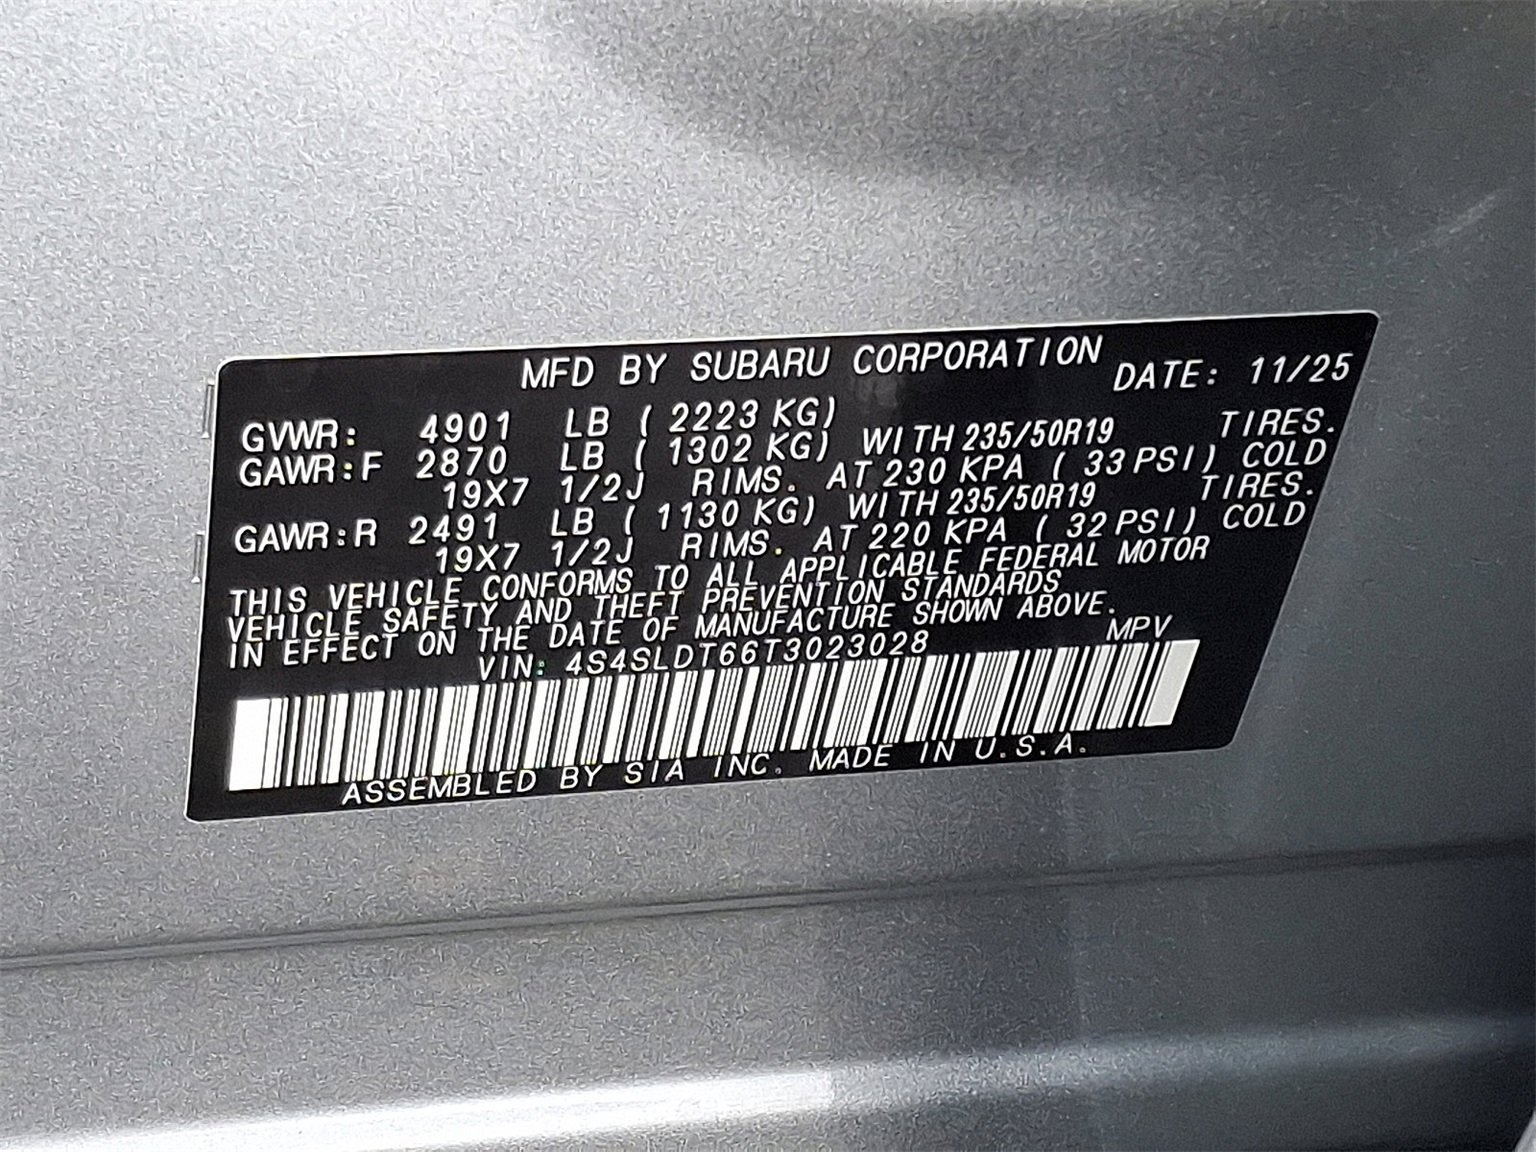 MFD BY SUBARU CORPORATION DATE: 11/25
GVWR: 4901 LB ( 2223 KG)
GAWR:F 2870 LB ( 1302 KG) WITH 235/50R19 TIRES.
19X7 1/2J RIMS. AT 230 KPA ( 33 PSI) COLD
GAWR:R 2491 LB ( 1130 KG) WITH 235/50R19 TIRES.
19X7 1/2J RIMS. AT 220 KPA ( 32 PSI) COLD
THIS VEHICLE CONFORMS TO ALL APPLICABLE FEDERAL MOTOR
VEHICLE SAFETY AND THEFT PREVENTION STANDARDS
IN EFFECT ON THE DATE OF MANUFACTURE SHOWN ABOVE.
VIN: 4S4SLDT66T3023028 MPV
ASSEMBLED BY SIA INC. MADE IN U.S.A.